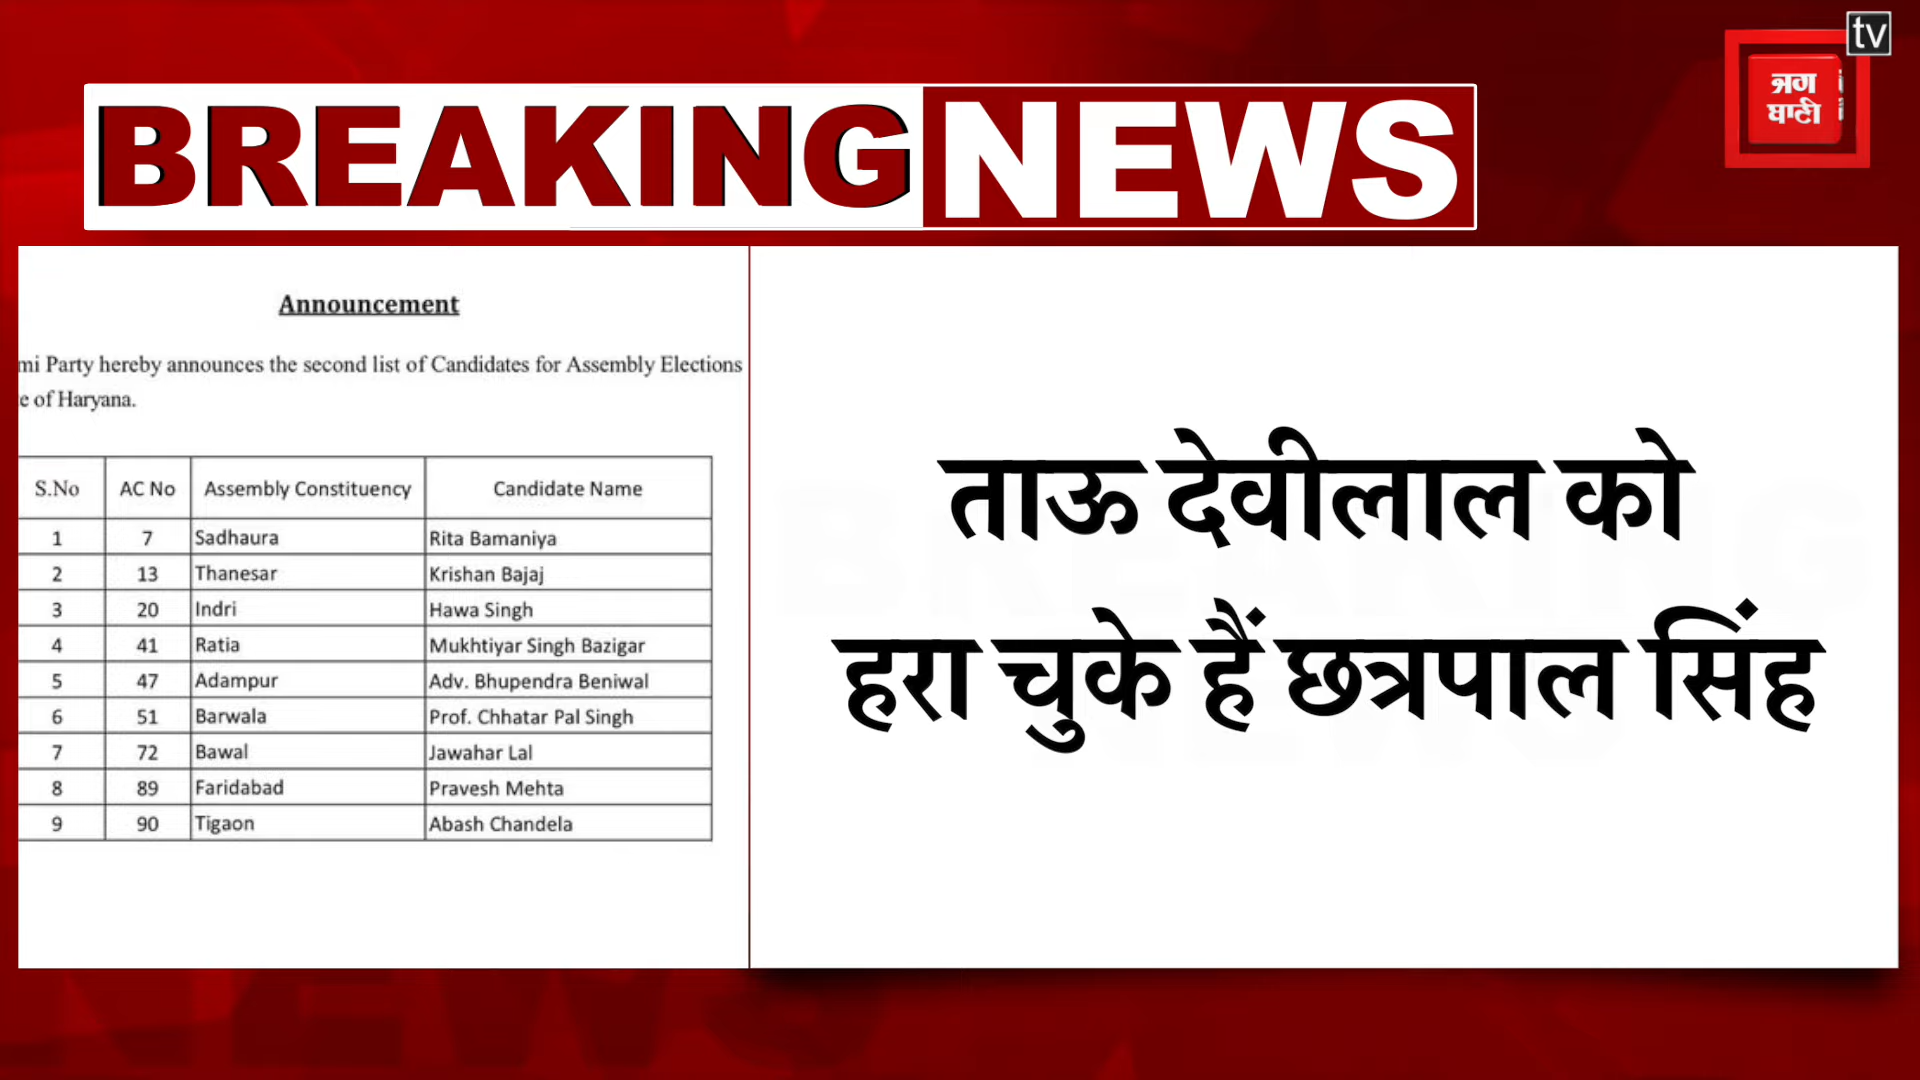 tv
BREAKING NEWS
Announcement
mi Party hereby announces the second list of Candidates for Assembly Elections
e of Haryana.
S.No AC No Assembly Constituency Candidate Name
1 7 Sadhaura Rita Bamaniya
2 13 Thanesar Krishan Bajaj
3 20 Indri Hawa Singh
4 41 Ratia Mukhtiyar Singh Bazigar
5 47 Adampur Adv. Bhupendra Beniwal
6 51 Barwala Prof. Chhatar Pal Singh
7 72 Bawal Jawahar Lal
8 89 Faridabad Pravesh Mehta
9 90 Tigaon Abash Chandela
ताऊ देवीलाल को
हरा चुके हैं छत्रपाल सिंह